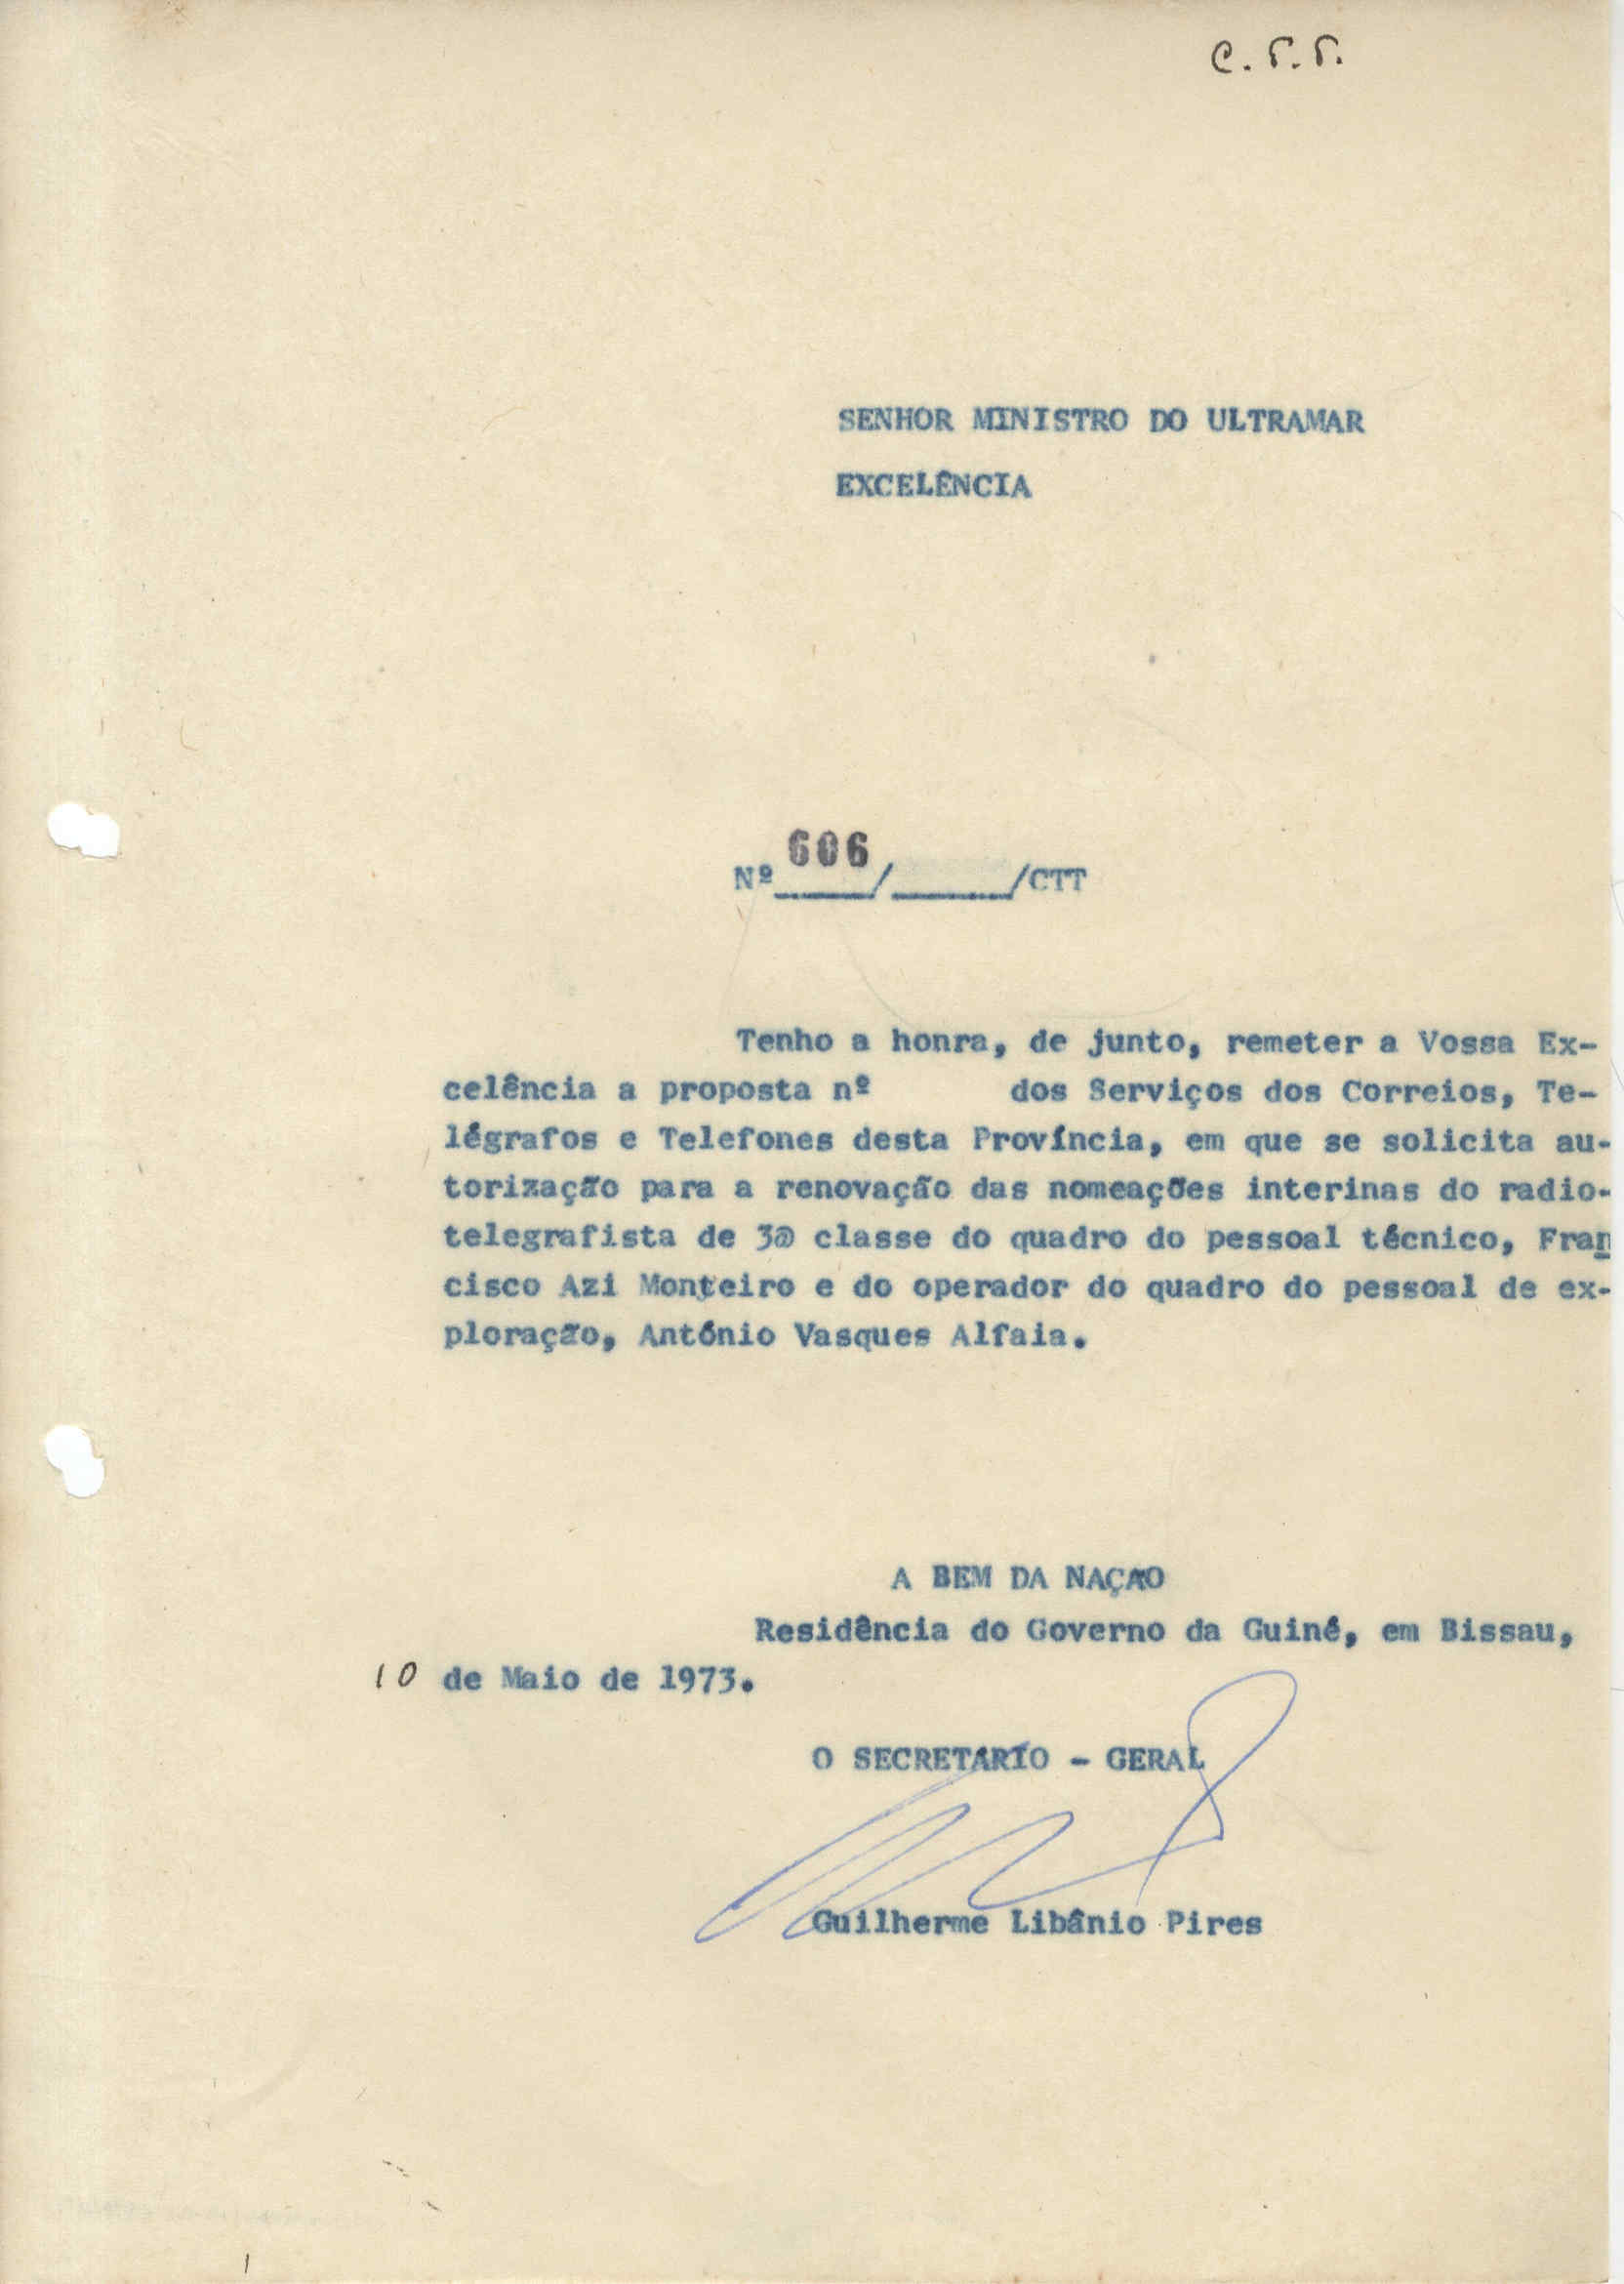 C.T.T.
SENHOR MINISTRO DO ULTRAMAR
EXCELÊNCIA
Nº 606/ /CTT
Tenho a honra, de junto, remeter a Vossa Ex-
celência a proposta nº dos Serviços dos Correios, Te-
légrafos e Telefones desta Província, em que se solicita au-
torização para a renovação das nomeações interinas do radio-
telegrafista de 3ª classe do quadro do pessoal técnico, Fran
cisco Azi Monteiro e do operador do quadro do pessoal de ex-
ploração, António Vasques Alfaia.
A BEM DA NAÇÃO
Residência do Governo da Guiné, em Bissau,
10 de Maio de 1973.
O SECRETÁRIO - GERAL
Guilherme Libânio Pires